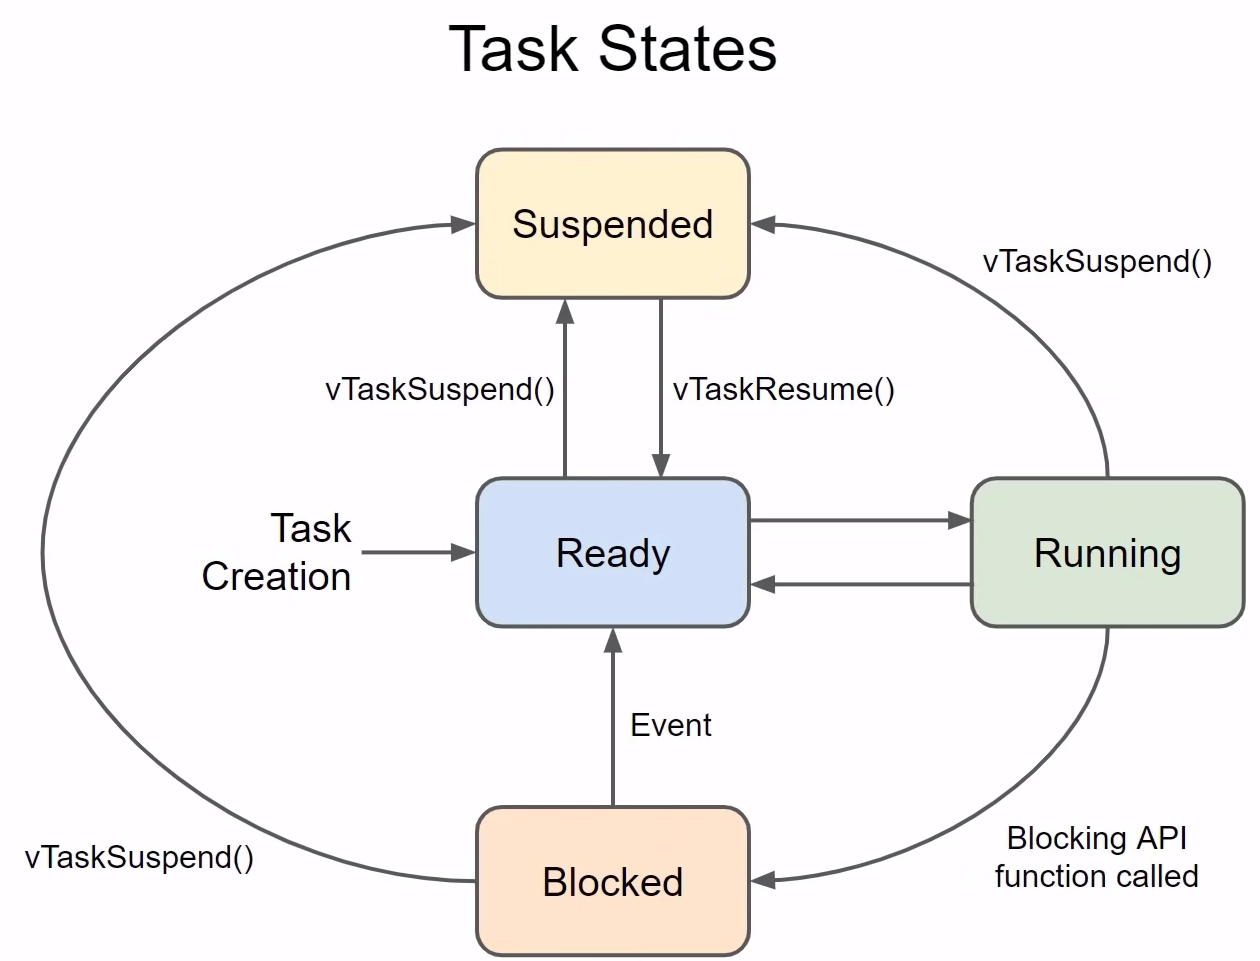 Task States
Suspended
vTaskSuspend()
vTaskSuspend()
vTaskResume()
Task
Creation
Ready
Running
Event
vTaskSuspend()
Blocked
Blocking API
function called